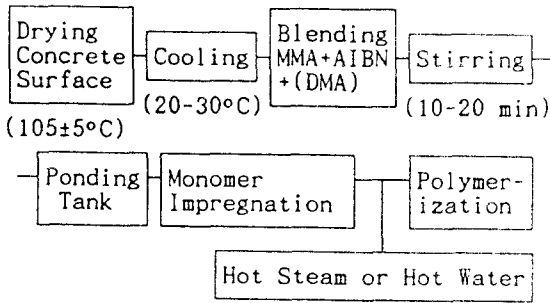 Drying
Concrete
Surface
(105±5°C)
Cooling
(20-30°C)
Blending
MMA+AIBN
+(DMA)
Stirring
(10-20 min)
Ponding
Tank
Monomer
Impregnation
Polymer-
ization
Hot Steam or Hot Water